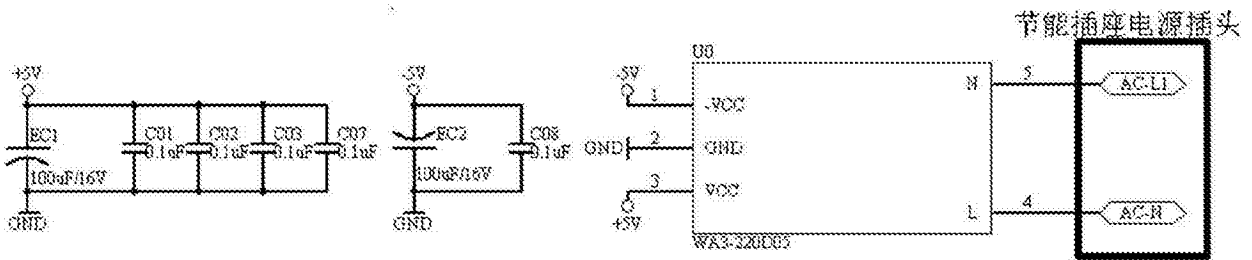 节能插座电源插头
+5V
EC1
100uF/16V
GND
C01
0.1uF
C02
0.1uF
C03
0.1uF
C07
0.1uF
-5V
EC2
100uF/16V
GND
C08
0.1uF
U0
-5V
1
-VCC
GND
2
GND
3
VCC
+5V
N
5
AC-L1
L
4
AC-N
WA3-220D05